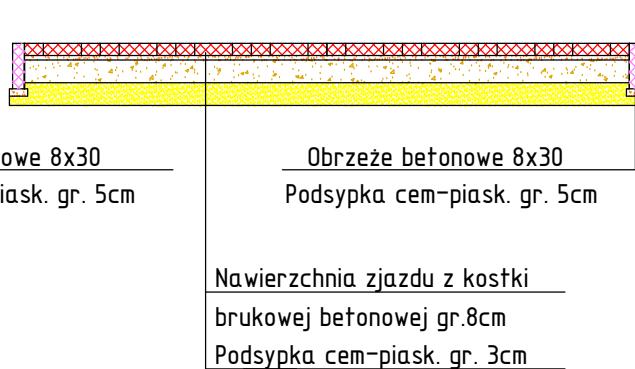 owe 8x30
iask. gr. 5cm
Obrzeże betonowe 8x30
Podsypka cem-piask. gr. 5cm
Nawierzchnia zjazdu z kostki
brukowej betonowej gr.8cm
Podsypka cem-piask. gr. 3cm